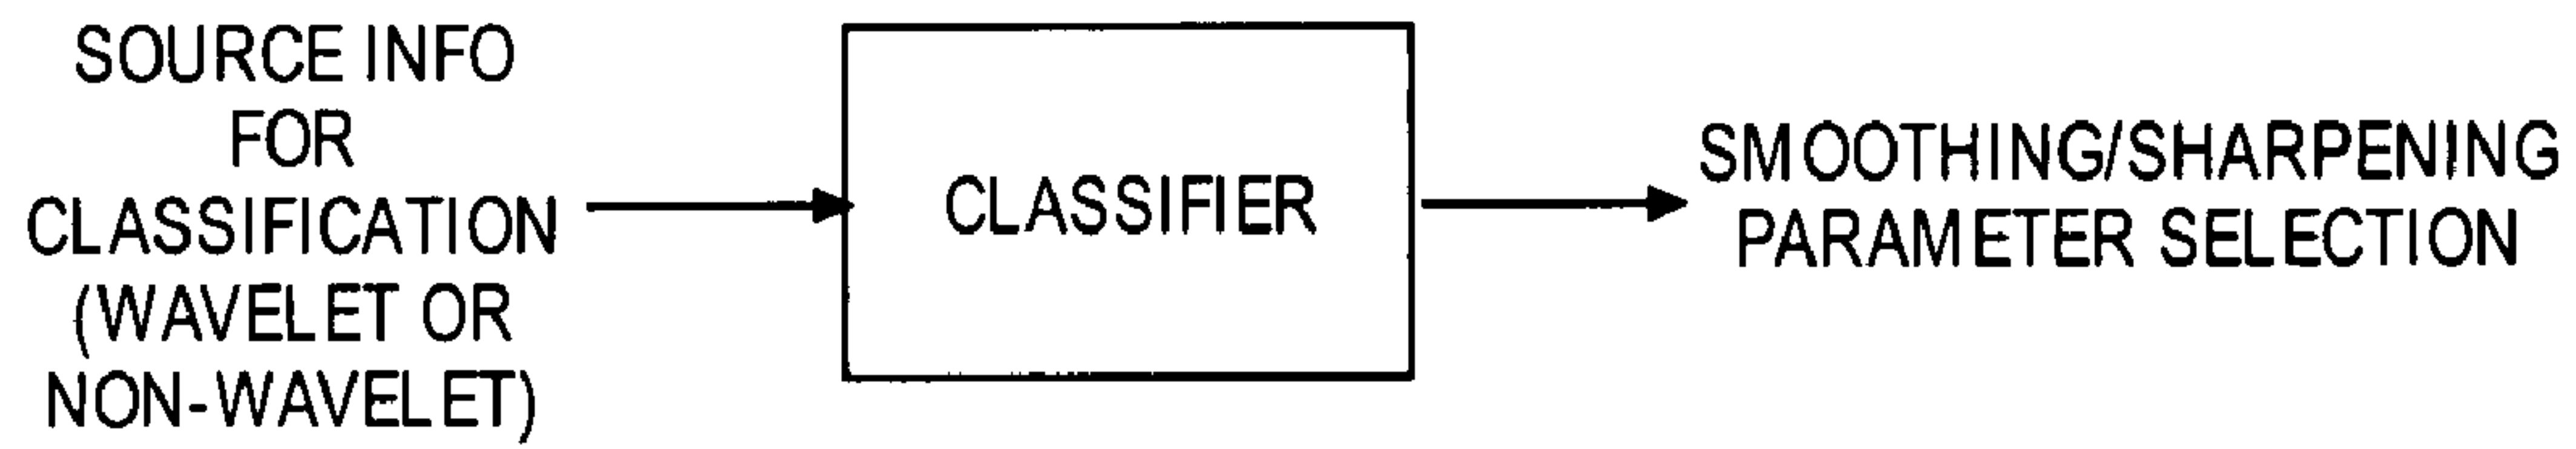 SOURCE INFO
FOR
CLASSIFICATION
(WAVELET OR
NON-WAVELET)
CLASSIFIER
SMOOTHING/SHARPENING
PARAMETER SELECTION